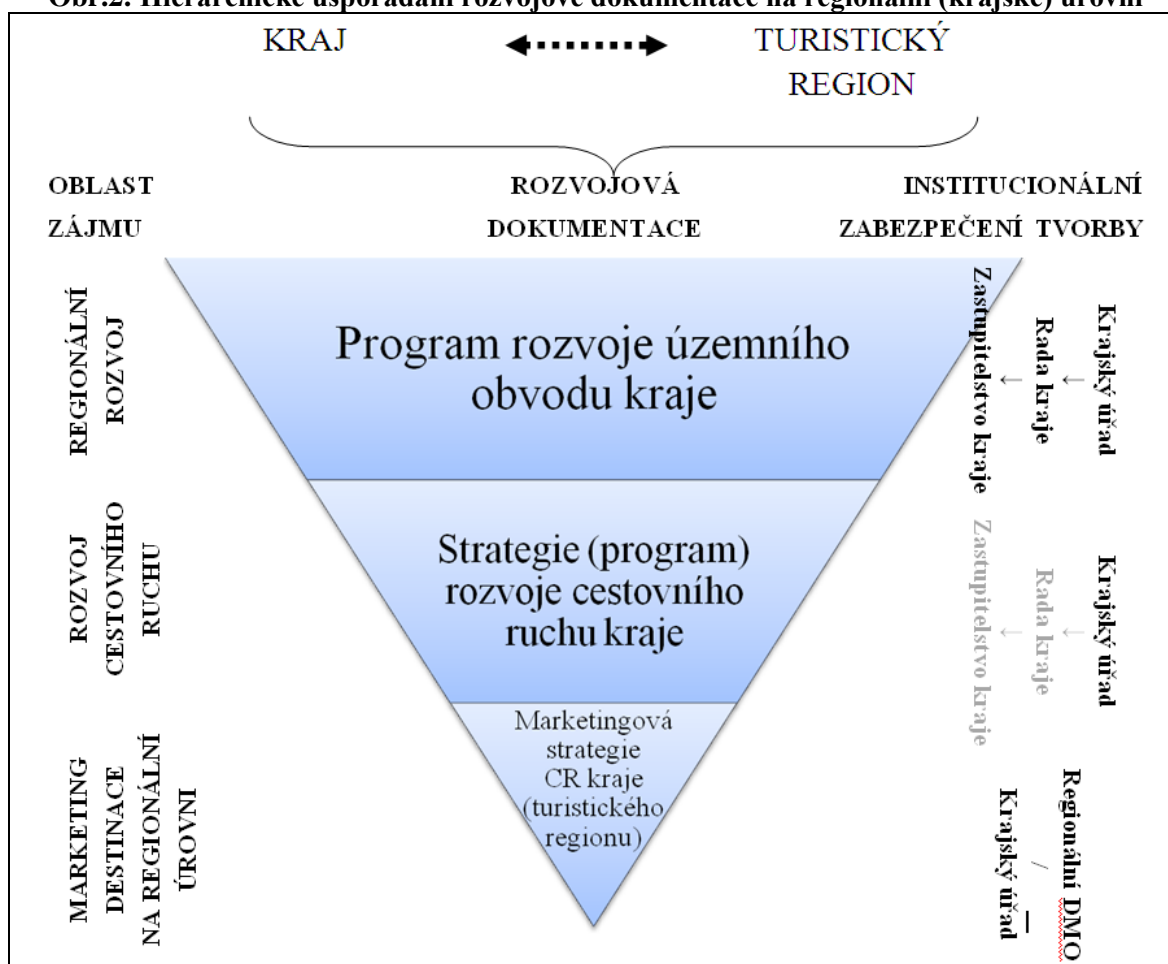 Obr.2: Hierarchické uspořádání rozvojové dokumentace na regionální (krajské) úrovni
KRAJ
TURISTICKÝ
REGION
OBLAST
ZÁJMU
ROZVOJOVÁ
DOKUMENTACE
INSTITUCIONÁLNÍ
ZABEZPEČENÍ TVORBY
REGIONÁLNÍ
ROZVOJ
Program rozvoje územního
obvodu kraje
Krajský úřad
↓
Rada kraje
↓
Zastupitelstvo kraje
ROZVOJ
CESTOVNÍHO
RUCHU
Strategie (program)
rozvoje cestovního
ruchu kraje
Krajský úřad
↓
Rada kraje
↓
Zastupitelstvo kraje
MARKETING
DESTINACE
NA REGIONÁLNÍ
ÚROVNI
Marketingová
strategie
CR kraje
(turistického
regionu)
Regionální DMO
/
Krajský úřad